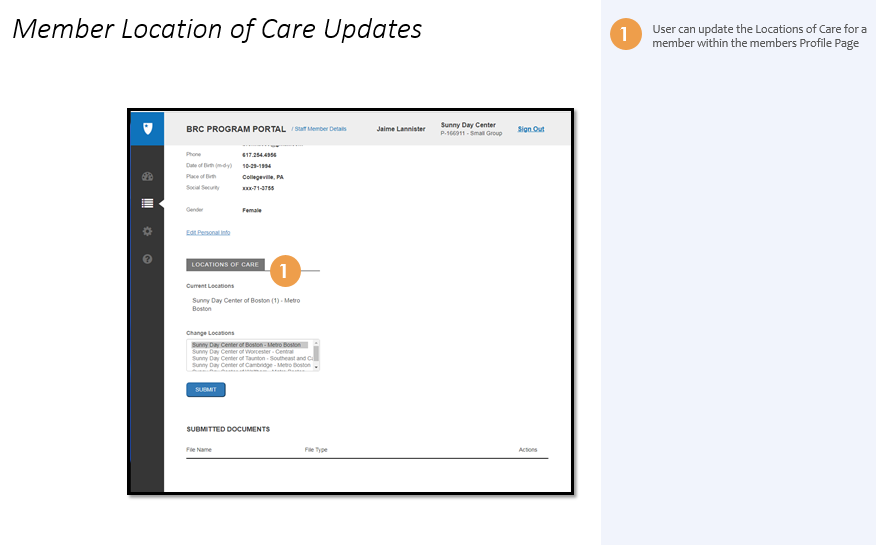 Member Location of Care Updates
1 User can update the Locations of Care for a
member within the members Profile Page
BRC PROGRAM PORTAL / Staff Member Details Jaime Lannister Sunny Day Center Sign Out
P-166911 - Small Group
Phone 617.254.4956
Date of Birth (m-d-y) 10-29-1994
Place of Birth Collegeville, PA
Social Security xxx-71-3755
Gender Female
Edit Personal Info
LOCATIONS OF CARE 1
Current Locations
Sunny Day Center of Boston (1) - Metro
Boston
Change Locations
Sunny Day Center of Boston - Metro Boston
Sunny Day Center of Worcester - Central
Sunny Day Center of Taunton - Southeast and Ca
Sunny Day Center of Cambridge - Metro Boston
SUBMIT
SUBMITTED DOCUMENTS
File Name File Type Actions